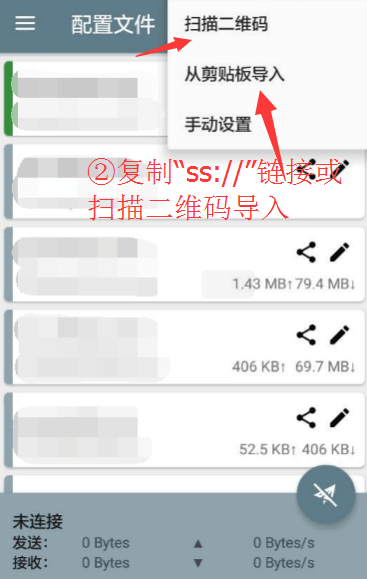 配置文件
扫描二维码
从剪贴板导入
手动设置
②复制“ss://”链接或
扫描二维码导入
1.43 MB↑79.4 MB↓
406 KB↑ 69.7 MB↓
52.5 KB↑ 406 KB↓
未连接
发送： 0 Bytes ▲ 0 Bytes/s
接收： 0 Bytes ▼ 0 Bytes/s